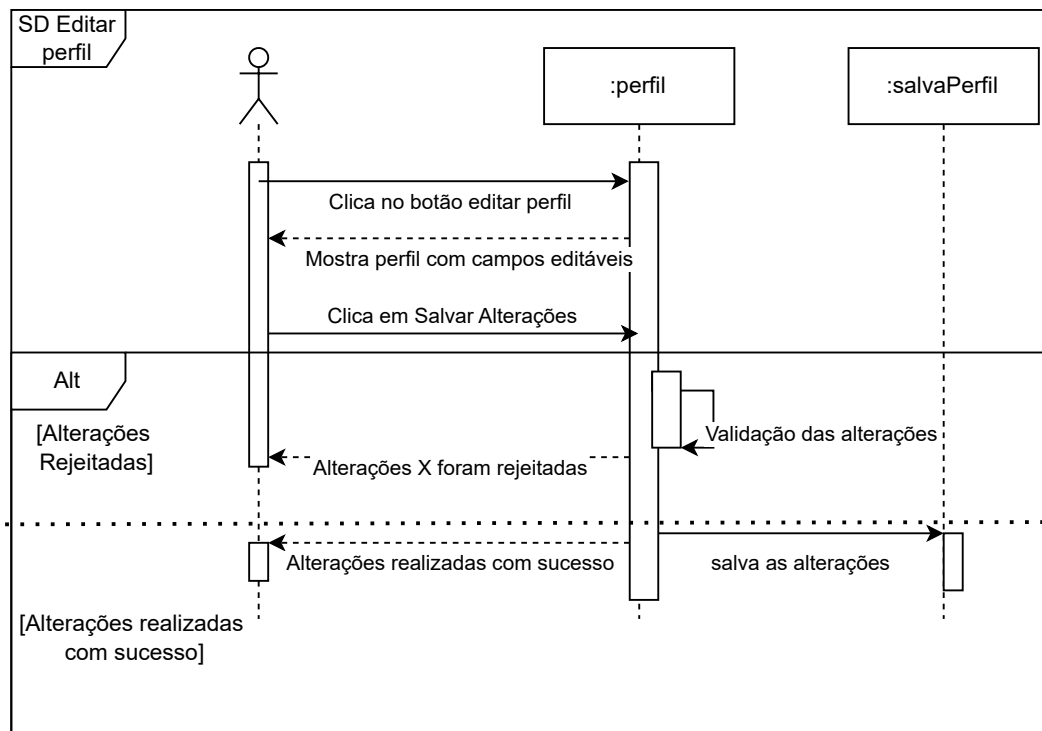 SD Editar
perfil
:perfil
:salvaPerfil
Clica no botão editar perfil
Mostra perfil com campos editáveis
Clica em Salvar Alterações
Alt
[Alterações
Rejeitadas]
Validação das alterações
Alterações X foram rejeitadas
Alterações realizadas com sucesso
salva as alterações
[Alterações realizadas
com sucesso]